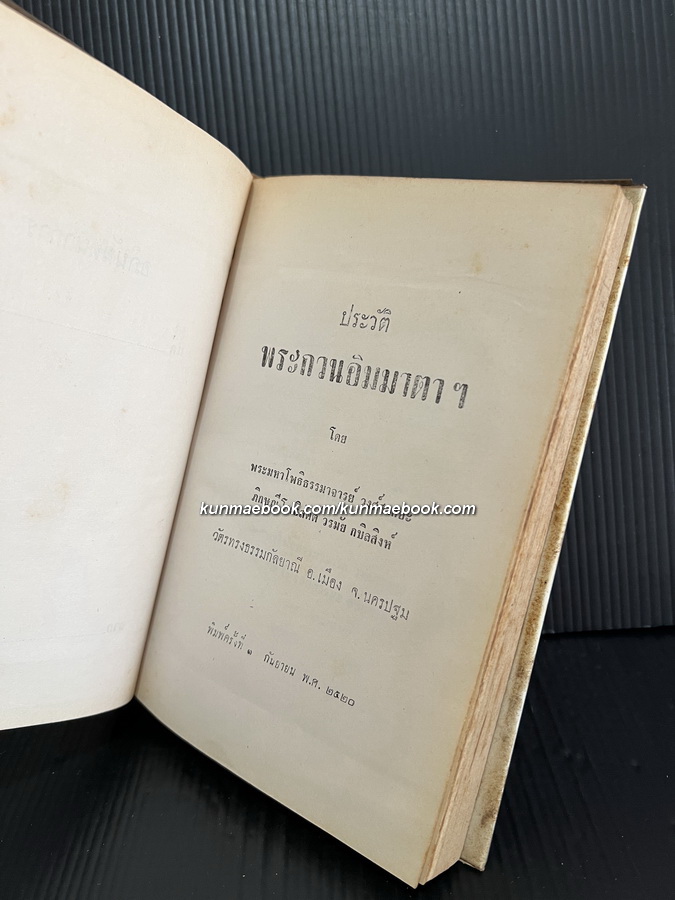 ประวัติ
พระกวนอิมมาตา ฯ
โดย
พระมหาโพธิธรรมาจารย์
kunmaebook.com/kunmaebook.com
วรมัย กบิลสิงห์
วัตรทรงธรรมกัลยาณี อ.เมือง จ.นครปฐม
พิมพ์ครั้งที่ ๑ กันยายน พ.ศ. ๒๕๒๐